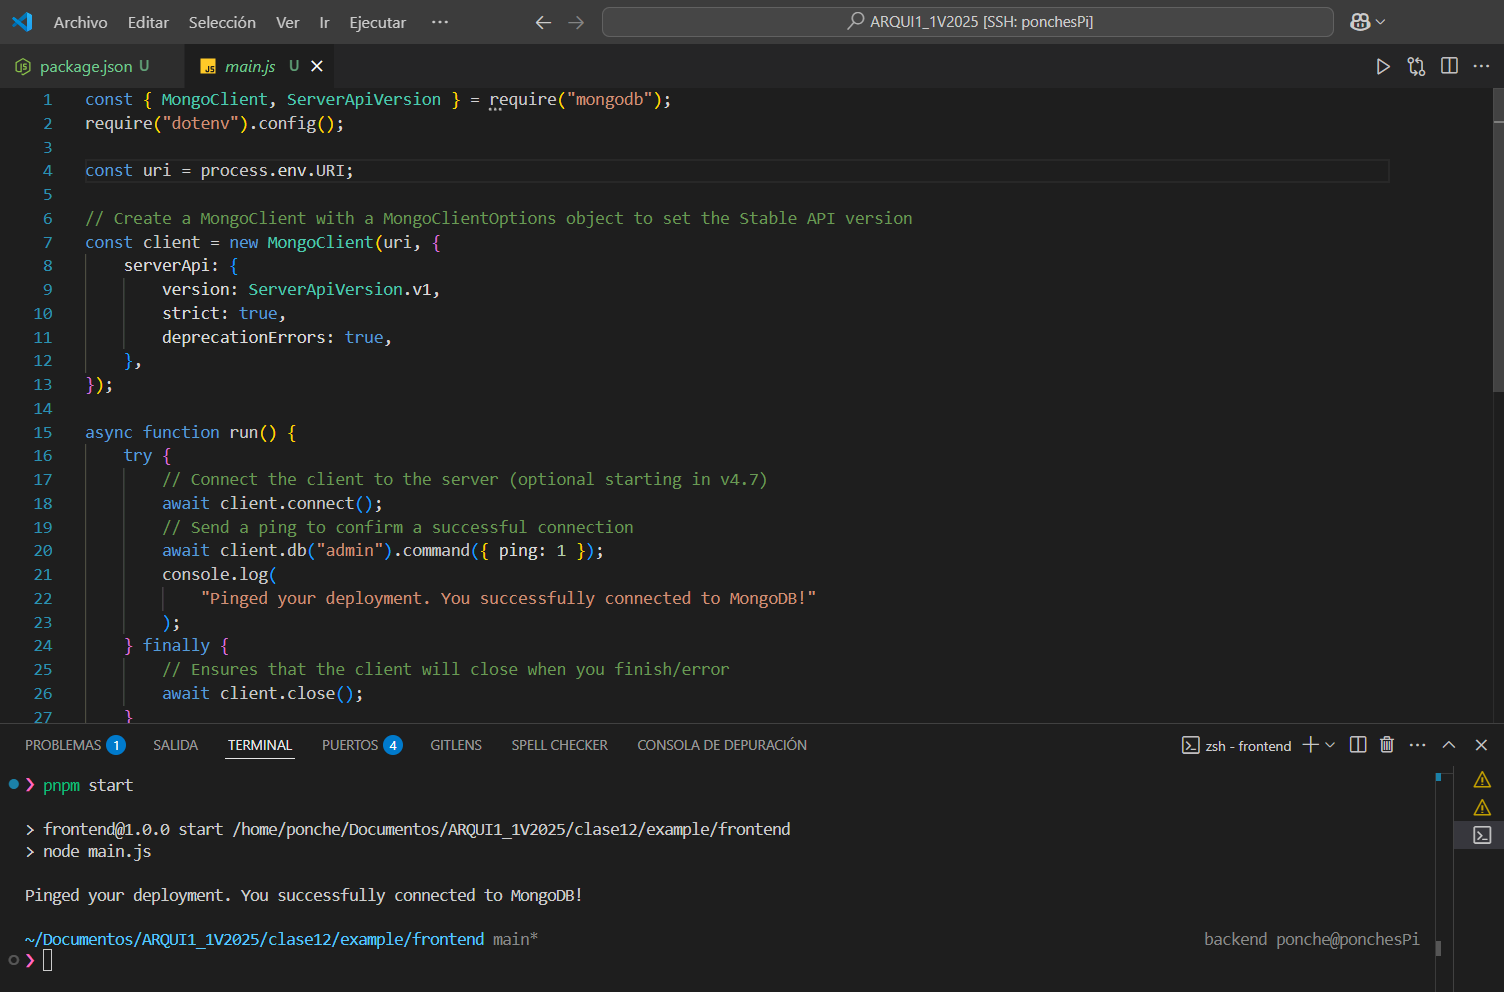 Archivo Editar Selección Ver Ir Ejecutar ··· ARQUI1_1V2025 [SSH: ponchesPi]
package.json U JS main.js U
1 const { MongoClient, ServerApiVersion } = require("mongodb");
2 require("dotenv").config();
3
4 const uri = process.env.URI;
5
6 // Create a MongoClient with a MongoClientOptions object to set the Stable API version
7 const client = new MongoClient(uri, {
8 serverApi: {
9 version: ServerApiVersion.v1,
10 strict: true,
11 deprecationErrors: true,
12 },
13 });
14
15 async function run() {
16 try {
17 // Connect the client to the server (optional starting in v4.7)
18 await client.connect();
19 // Send a ping to confirm a successful connection
20 await client.db("admin").command({ ping: 1 });
21 console.log(
22 "Pinged your deployment. You successfully connected to MongoDB!"
23 );
24 } finally {
25 // Ensures that the client will close when you finish/error
26 await client.close();
27 }
PROBLEMAS 1 SALIDA TERMINAL PUERTOS 4 GITLENS SPELL CHECKER CONSOLA DE DEPURACIÓN zsh - frontend
❯ pnpm start
> frontend@1.0.0 start /home/ponche/Documentos/ARQUI1_1V2025/clase12/example/frontend
> node main.js
Pinged your deployment. You successfully connected to MongoDB!
~/Documentos/ARQUI1_1V2025/clase12/example/frontend main* backend ponche@ponchesPi
❯